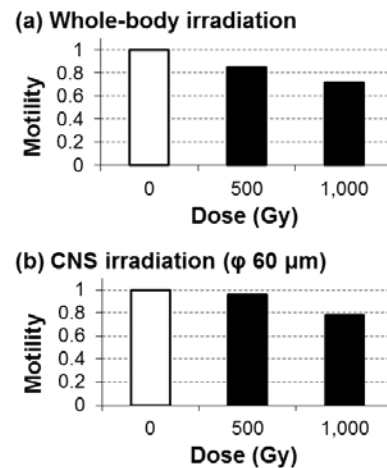 (a) Whole-body irradiation
Motility
1
0.8
0.6
0.4
0.2
0
0 500 1,000
Dose (Gy)
(b) CNS irradiation (φ 60 μm)
Motility
1
0.8
0.6
0.4
0.2
0
0 500 1,000
Dose (Gy)